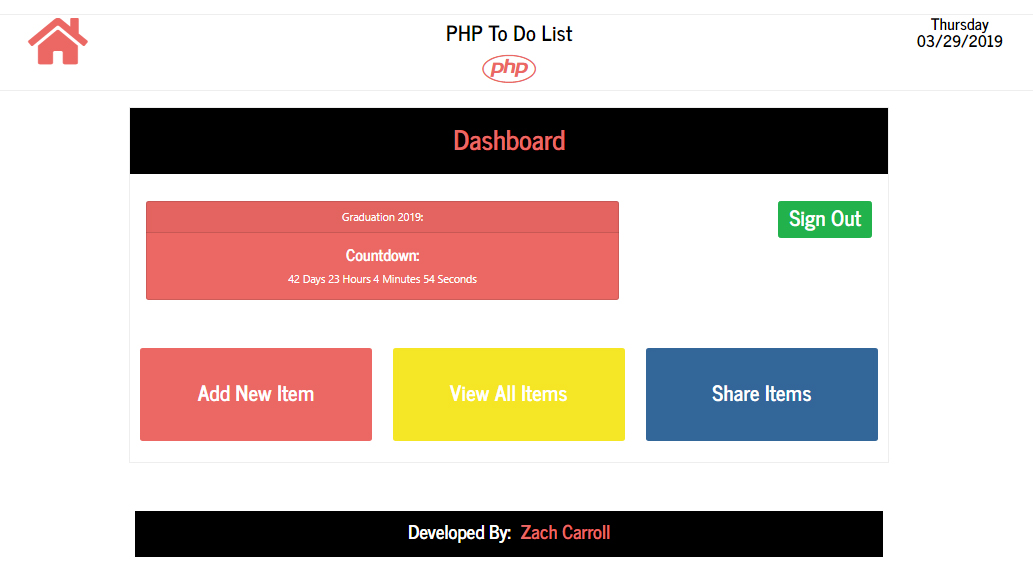 PHP To Do List
php
Thursday
03/29/2019
Dashboard
Graduation 2019:
Countdown:
42 Days 23 Hours 4 Minutes 54 Seconds
Sign Out
Add New Item
View All Items
Share Items
Developed By: Zach Carroll